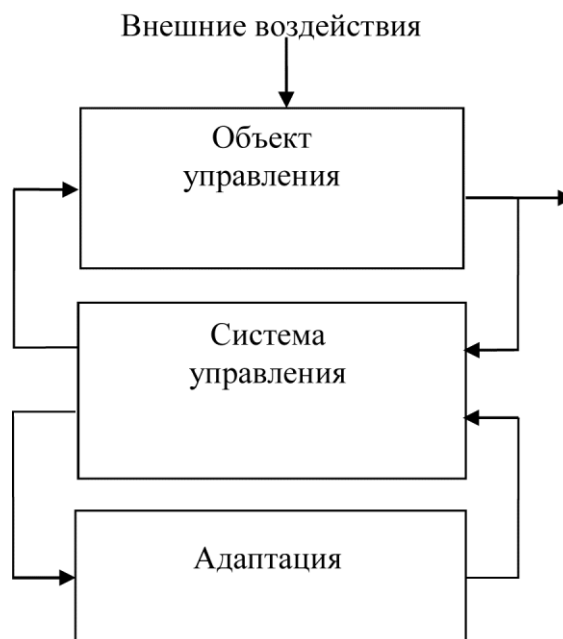 Внешние воздействия
Объект
управления
Система
управления
Адаптация